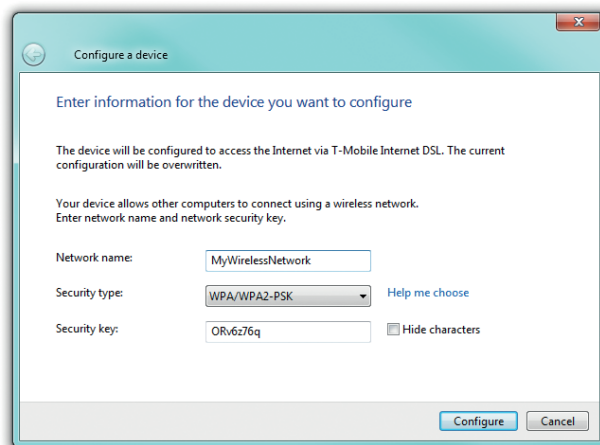 Configure a device
Enter information for the device you want to configure
The device will be configured to access the Internet via T-Mobile Internet DSL. The current
configuration will be overwritten.
Your device allows other computers to connect using a wireless network.
Enter network name and network security key.
Network name: MyWirelessNetwork
Security type: WPA/WPA2-PSK Help me choose
Security key: ORv6z76q Hide characters
Configure Cancel